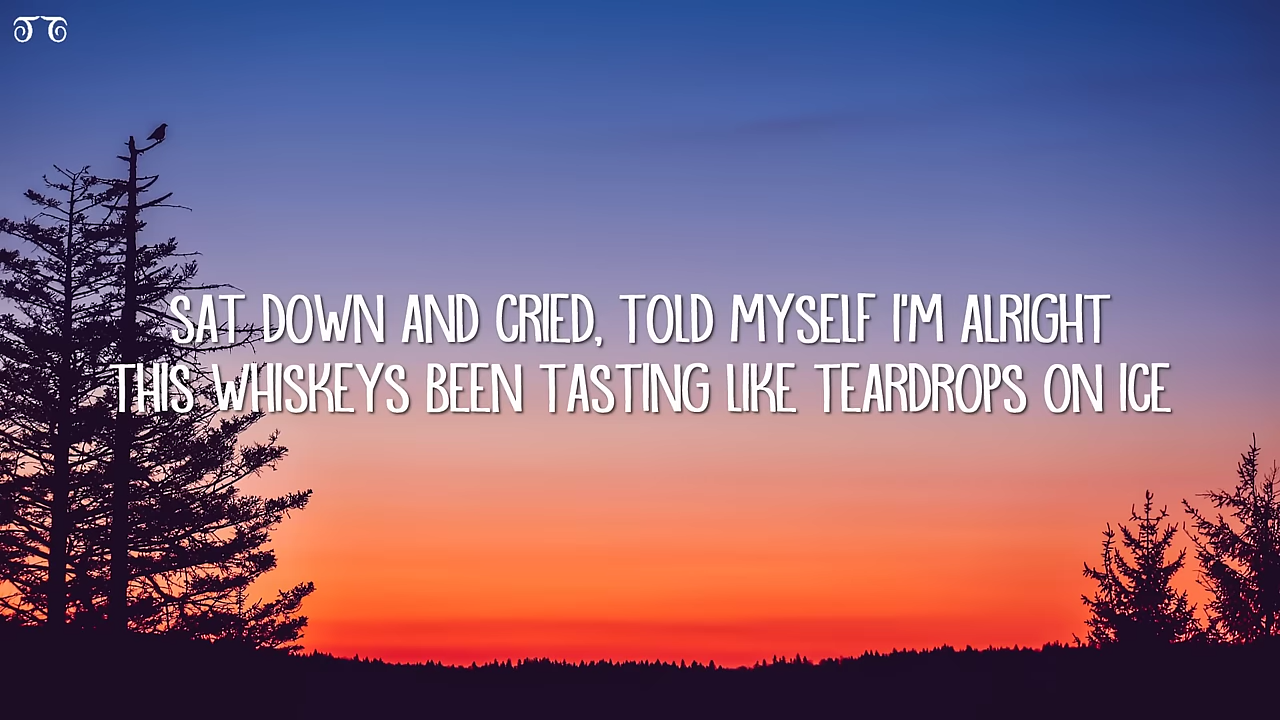 SAT DOWN AND CRIED, TOLD MYSELF I'M ALRIGHT
THIS WHISKEYS BEEN TASTING LIKE TEARDROPS ON ICE